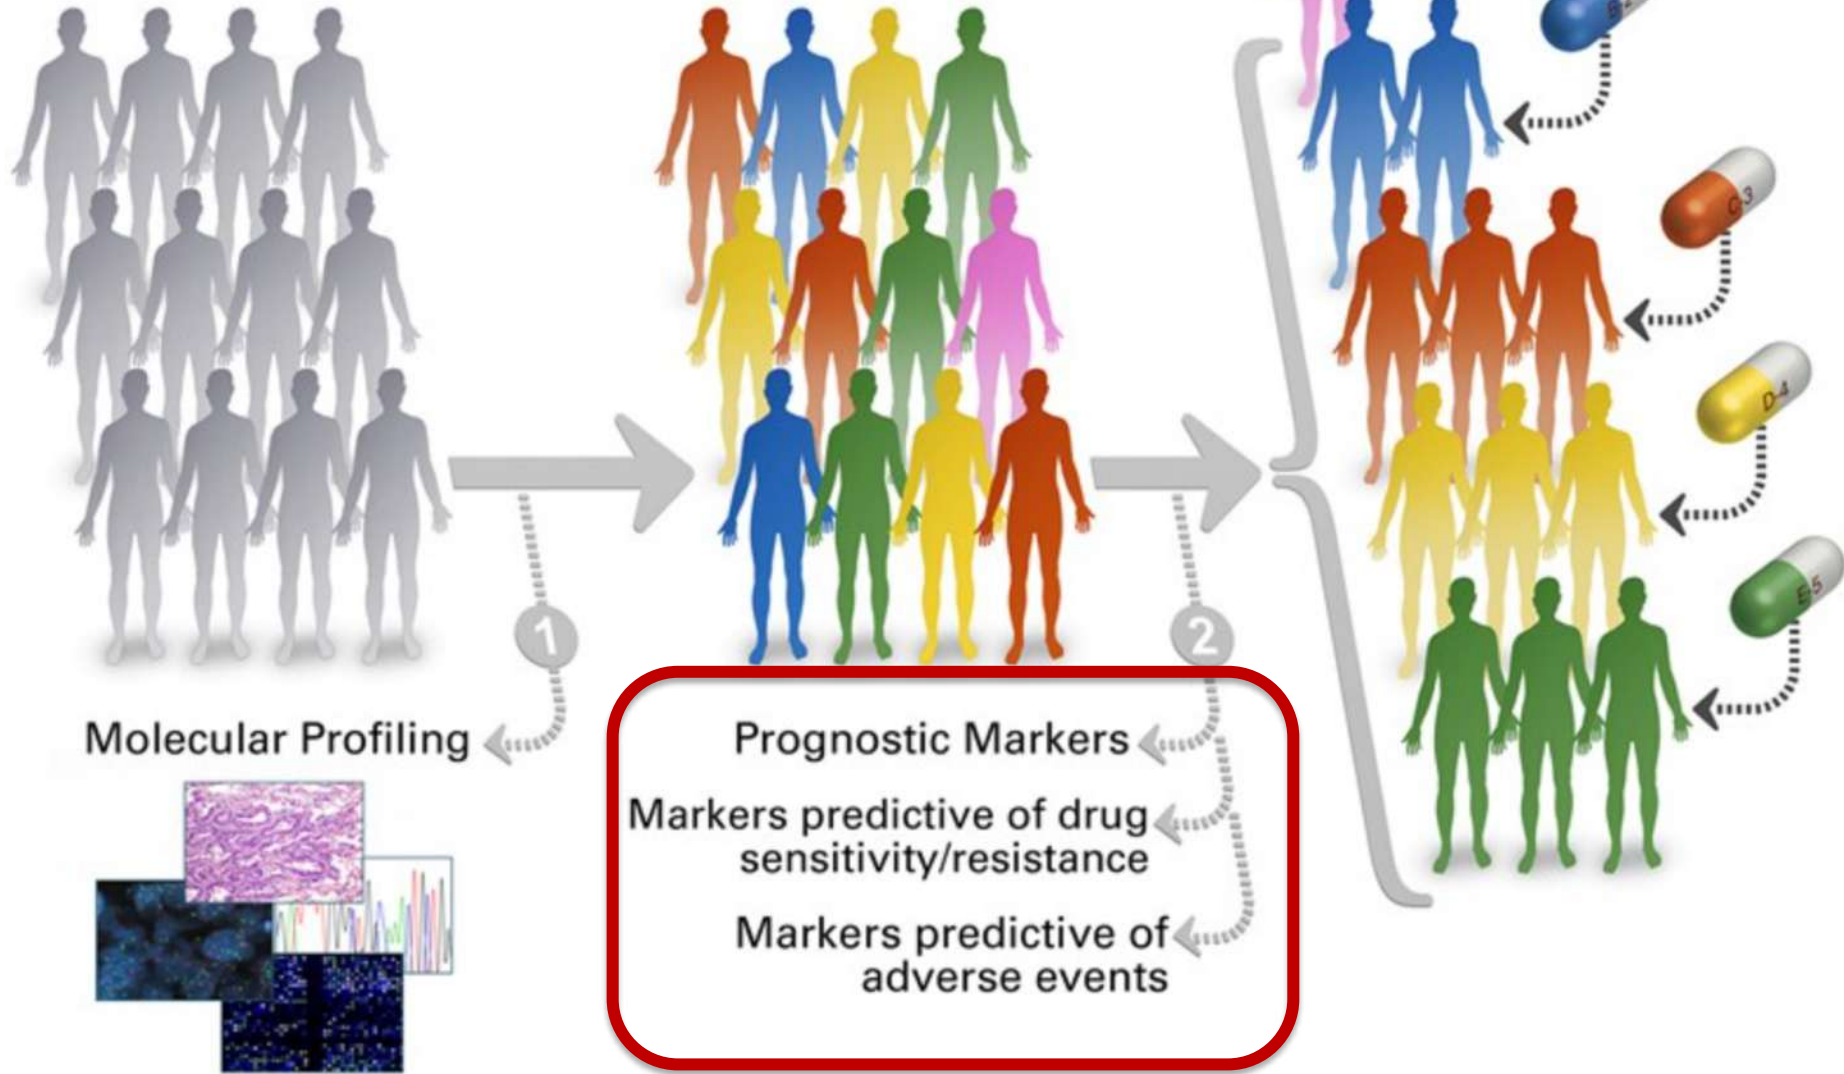 B-2
C-3
D-4
E-5
1
2
Molecular Profiling
Prognostic Markers
Markers predictive of drug
sensitivity/resistance
Markers predictive of
adverse events